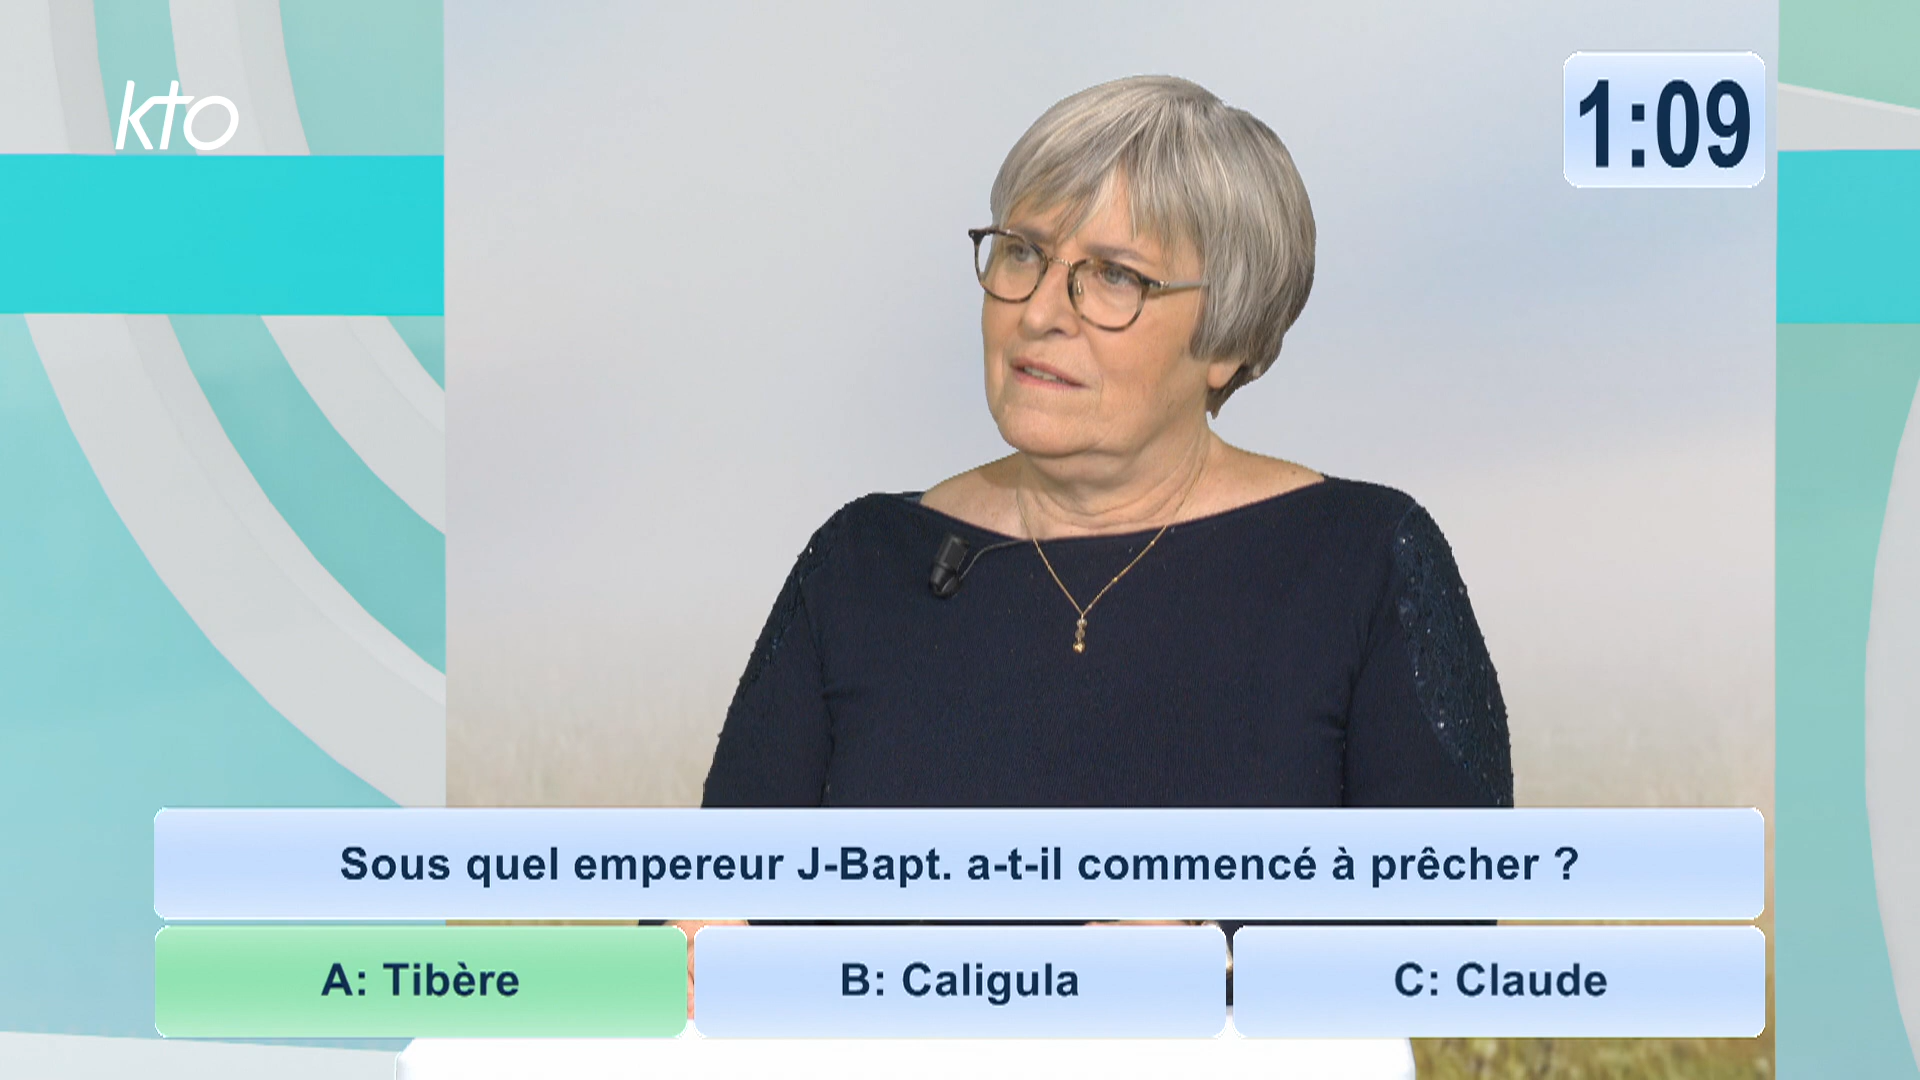 kto
1:09
Sous quel empereur J-Bapt. a-t-il commencé à prêcher ?
A: Tibère
B: Caligula
C: Claude